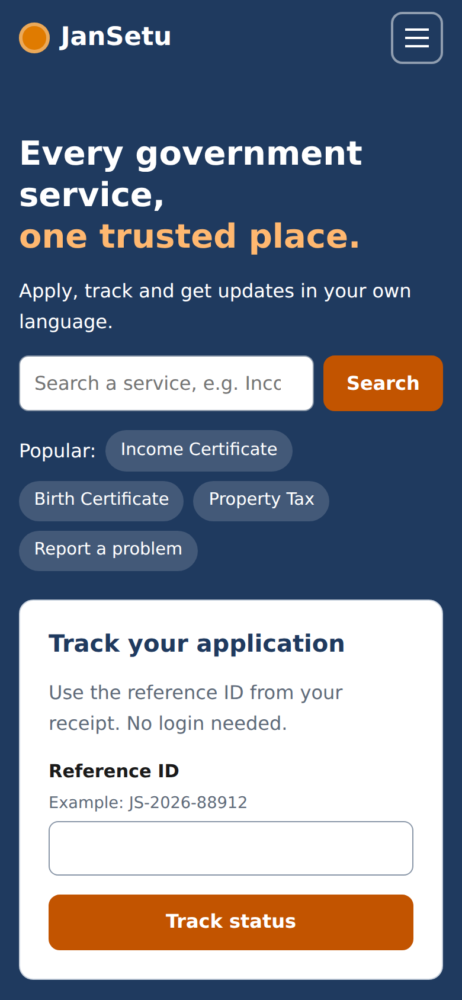 JanSetu
Every government
service,
one trusted place.
Apply, track and get updates in your own
language.
Search a service, e.g. Inco
Search
Popular:
Income Certificate
Birth Certificate
Property Tax
Report a problem
Track your application
Use the reference ID from your
receipt. No login needed.
Reference ID
Example: JS-2026-88912
Track status